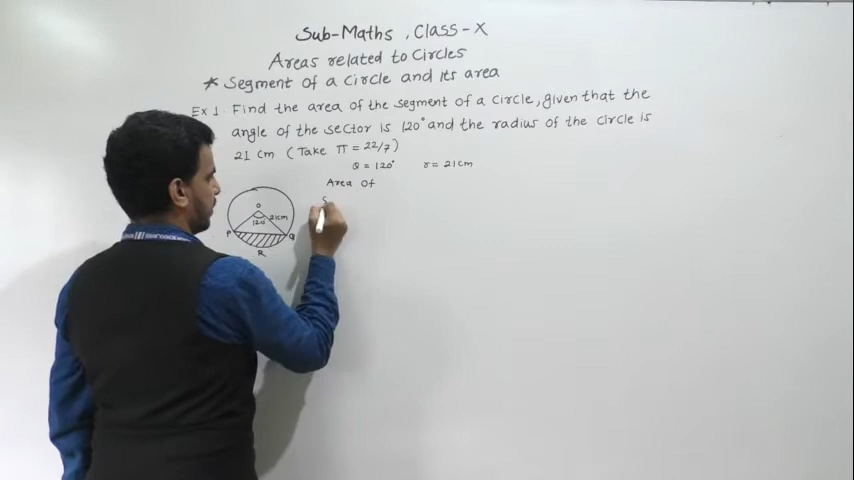 Sub-Maths , Class-X
Areas related to Circles
* Segment of a Circle and its area
Ex 1. Find the area of the segment of a circle, given that the
angle of the sector is 120° and the radius of the circle is
21 cm ( Take π = 22/7 )
θ = 120° r = 21cm
Area of
S
O
120 21cm
P Q
R